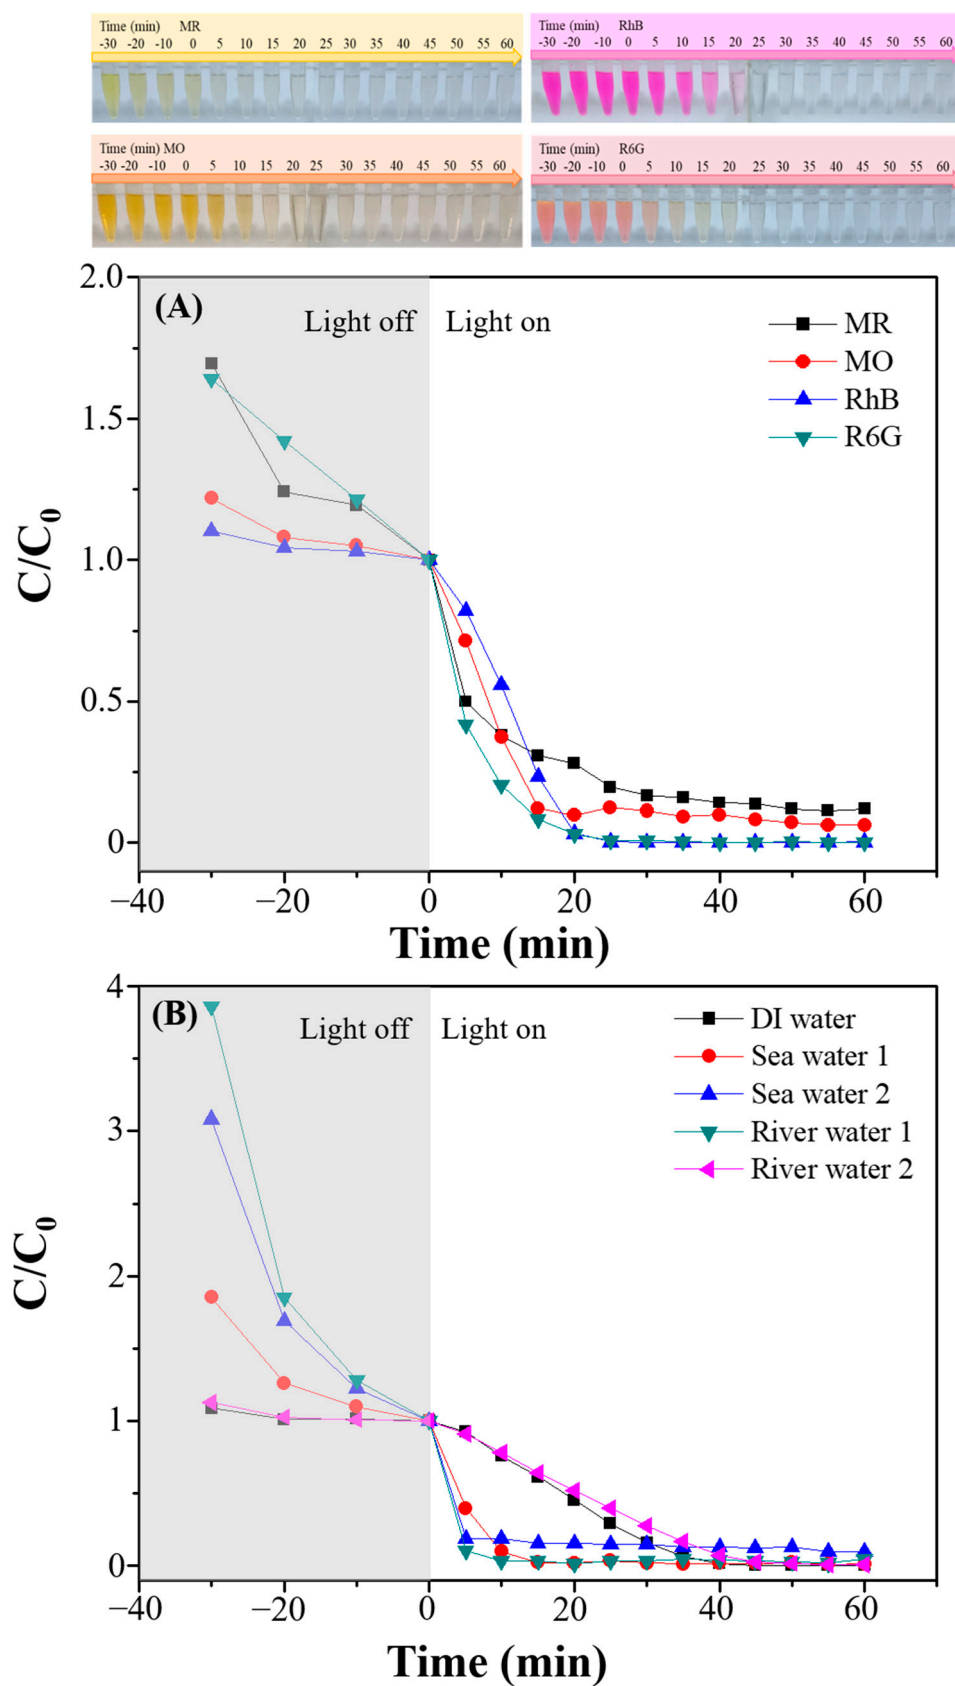 Time (min) MR
-30 -20 -10 0 5 10 15 20 25 30 35 40 45 50 55 60
Time (min) RhB
-30 -20 -10 0 5 10 15 20 25 30 35 40 45 50 55 60
Time (min) MO
-30 -20 -10 0 5 10 15 20 25 30 35 40 45 50 55 60
Time (min) R6G
-30 -20 -10 0 5 10 15 20 25 30 35 40 45 50 55 60
(A)
Light off
Light on
MR
MO
RhB
R6G
2.0
1.5
1.0
0.5
0
C/C0
−40 −20 0 20 40 60
Time (min)
(B)
Light off
Light on
DI water
Sea water 1
Sea water 2
River water 1
River water 2
4
3
2
1
0
C/C0
−40 −20 0 20 40 60
Time (min)